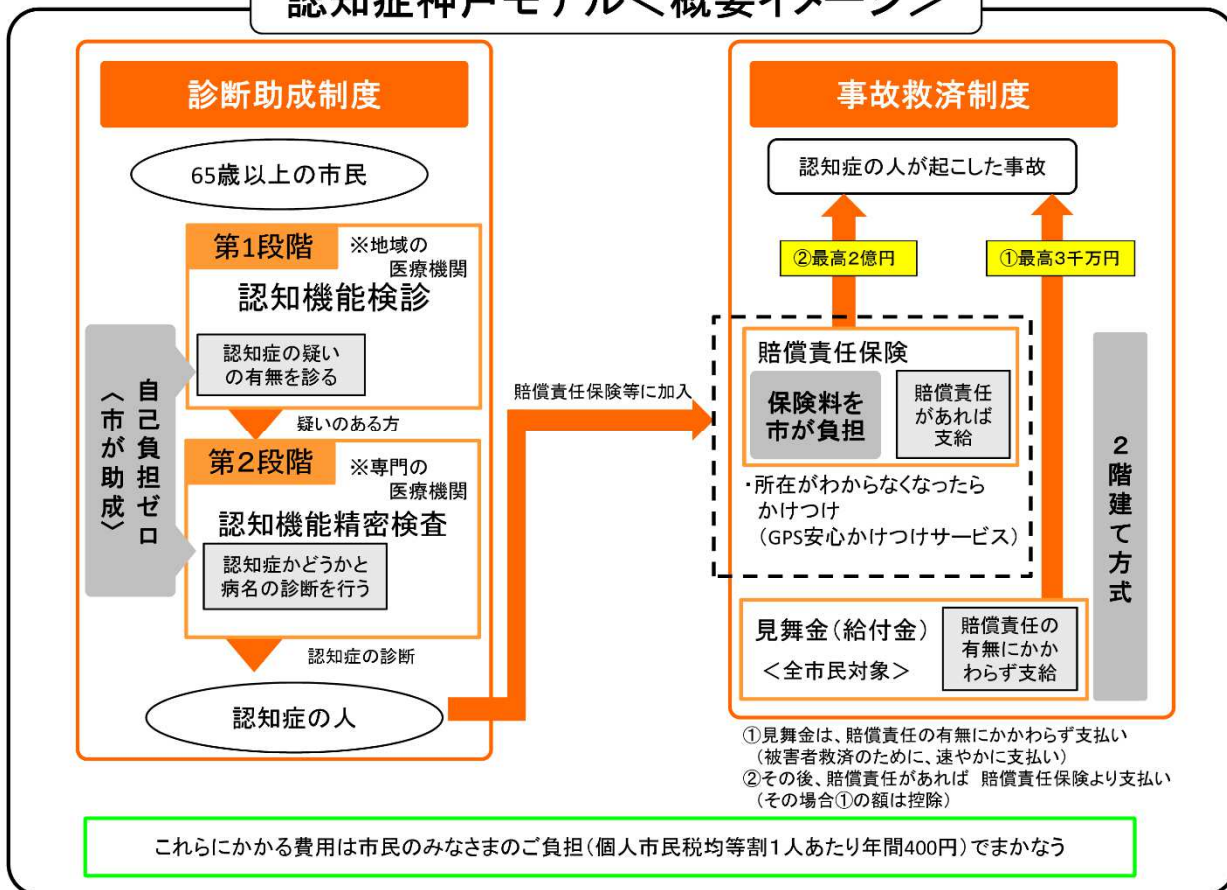 認知症神戸モデル＜概要イメージ＞
診断助成制度
65歳以上の市民
第1段階
※地域の
医療機関
認知機能検診
認知症の疑い
の有無を診る
疑いのある方
第2段階
※専門の
医療機関
認知機能精密検査
認知症かどうかと
病名の診断を行う
自己負担ゼロ
〈市が助成〉
認知症の診断
認知症の人
賠償責任保険等に加入
事故救済制度
認知症の人が起こした事故
②最高2億円
①最高3千万円
賠償責任保険
保険料を
市が負担
賠償責任
があれば
支給
・所在がわからなくなったら
かけつけ
（GPS安心かけつけサービス）
見舞金（給付金）
＜全市民対象＞
賠償責任の
有無にかか
わらず支給
2階建て方式
①見舞金は、賠償責任の有無にかかわらず支払い
（被害者救済のために、速やかに支払い）
②その後、賠償責任があれば 賠償責任保険より支払い
（その場合①の額は控除）
これらにかかる費用は市民のみなさまのご負担（個人市民税均等割1人あたり年間400円）でまかなう